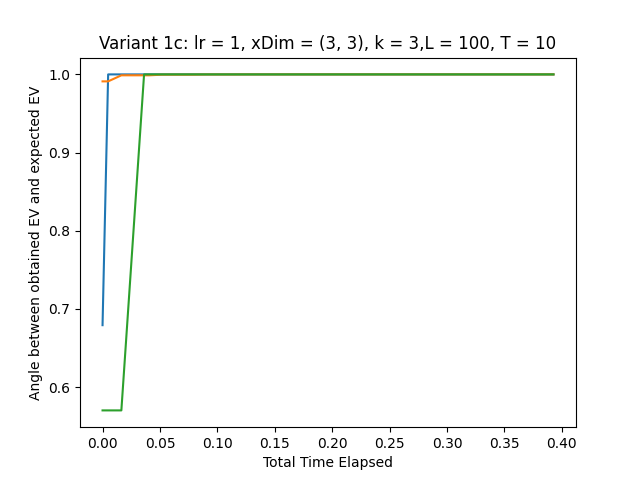 Variant 1c: lr = 1, xDim = (3, 3), k = 3,L = 100, T = 10
Angle between obtained EV and expected EV
1.0
0.9
0.8
0.7
0.6
0.00 0.05 0.10 0.15 0.20 0.25 0.30 0.35 0.40
Total Time Elapsed